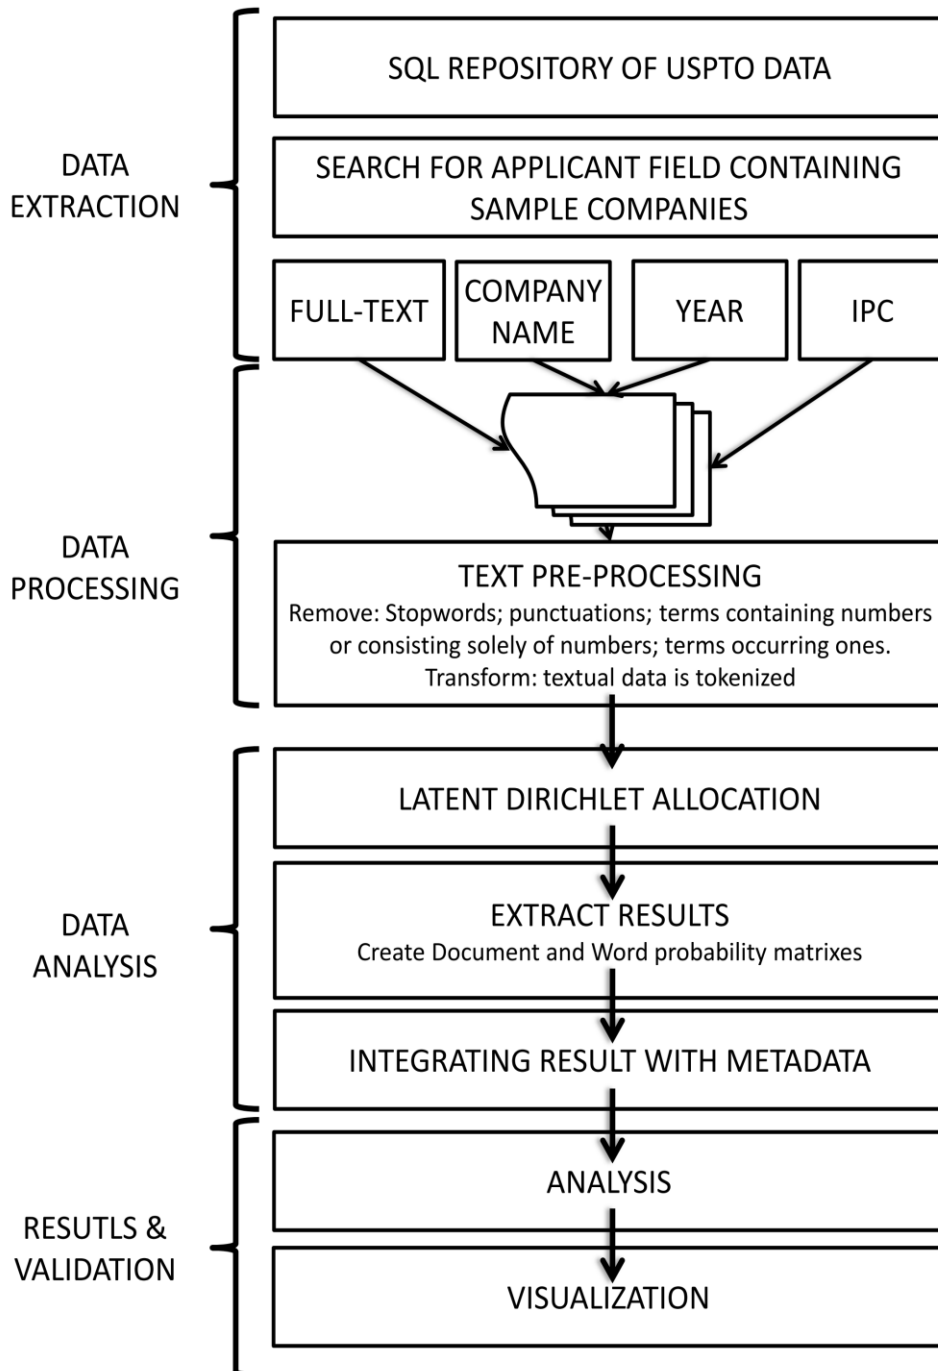 SQL REPOSITORY OF USPTO DATA
DATA
EXTRACTION
SEARCH FOR APPLICANT FIELD CONTAINING
SAMPLE COMPANIES
FULL-TEXT
COMPANY
NAME
YEAR
IPC
DATA
PROCESSING
TEXT PRE-PROCESSING
Remove: Stopwords; punctuations; terms containing numbers
or consisting solely of numbers; terms occurring ones.
Transform: textual data is tokenized
DATA
ANALYSIS
LATENT DIRICHLET ALLOCATION
EXTRACT RESULTS
Create Document and Word probability matrixes
INTEGRATING RESULT WITH METADATA
RESUTLS &
VALIDATION
ANALYSIS
VISUALIZATION